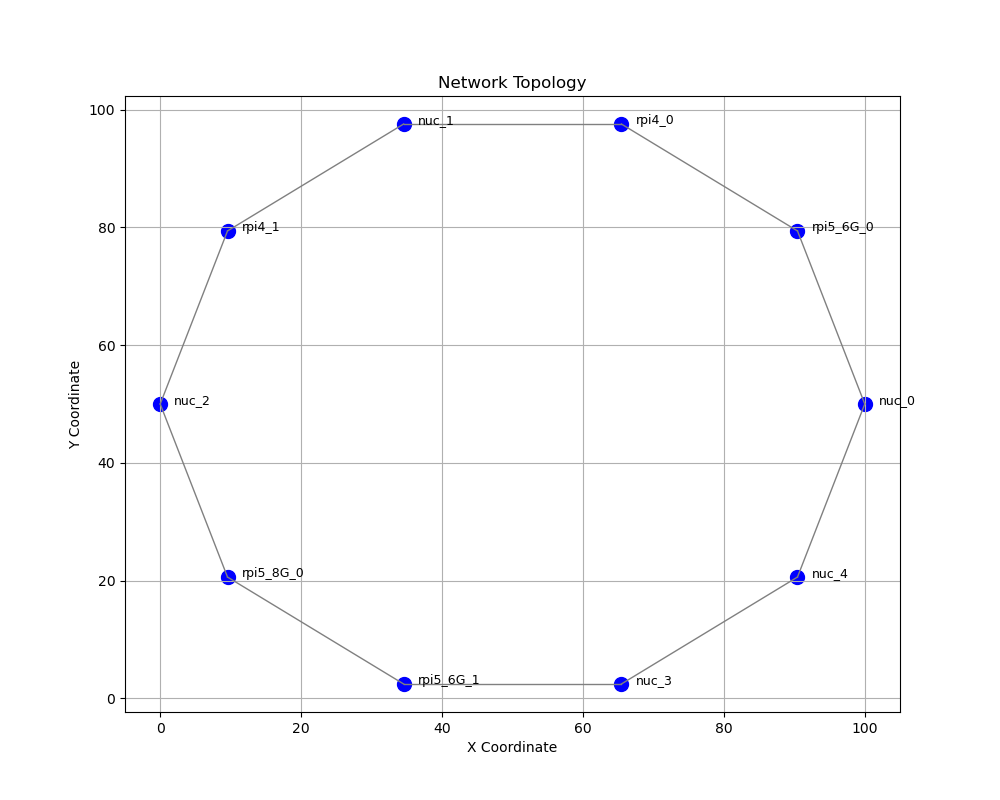 Network Topology
100
nuc_1
rpi4_0
80
rpi4_1
rpi5_6G_0
60
Y Coordinate
nuc_2
nuc_0
40
20
rpi5_8G_0
nuc_4
0
rpi5_6G_1
nuc_3
0 20 40 60 80 100
X Coordinate